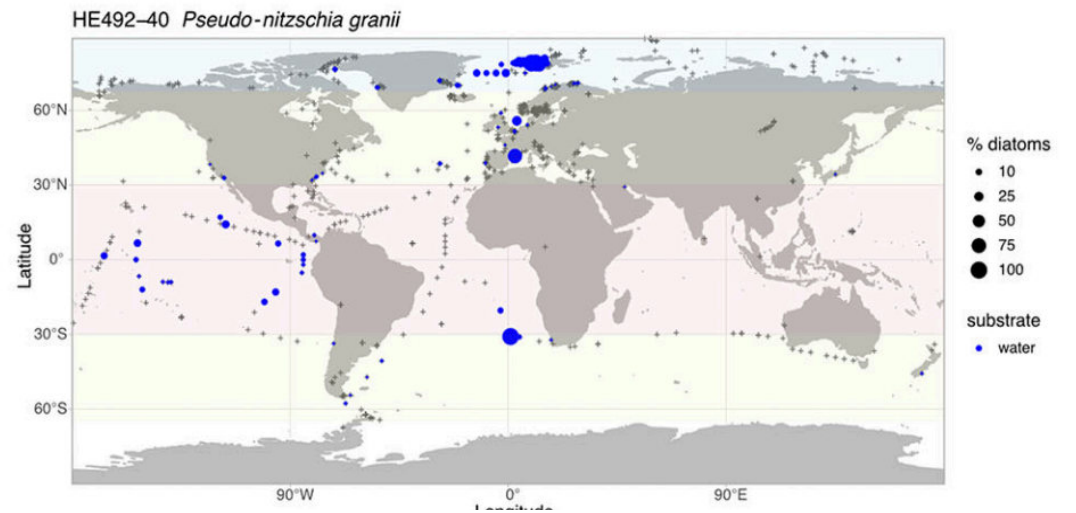 HE492–40 Pseudo-nitzschia granii
60°N
30°N
0°
30°S
60°S
Latitude
90°W
0°
90°E
Longitude
% diatoms
10
25
50
75
100
substrate
water